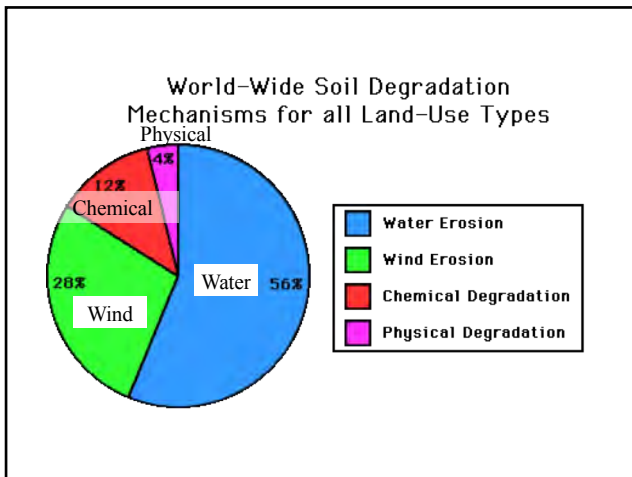 World-Wide Soil Degradation
Mechanisms for all Land-Use Types
Physical
4%
12%
Chemical
28%
Wind
Water
56%
Water Erosion
Wind Erosion
Chemical Degradation
Physical Degradation